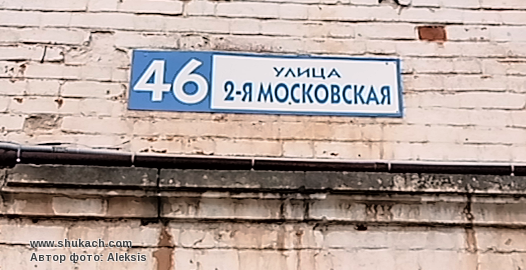 46
УЛИЦА
2-Я МОСКОВСКАЯ
www.shukach.com
Автор фото: Aleksis